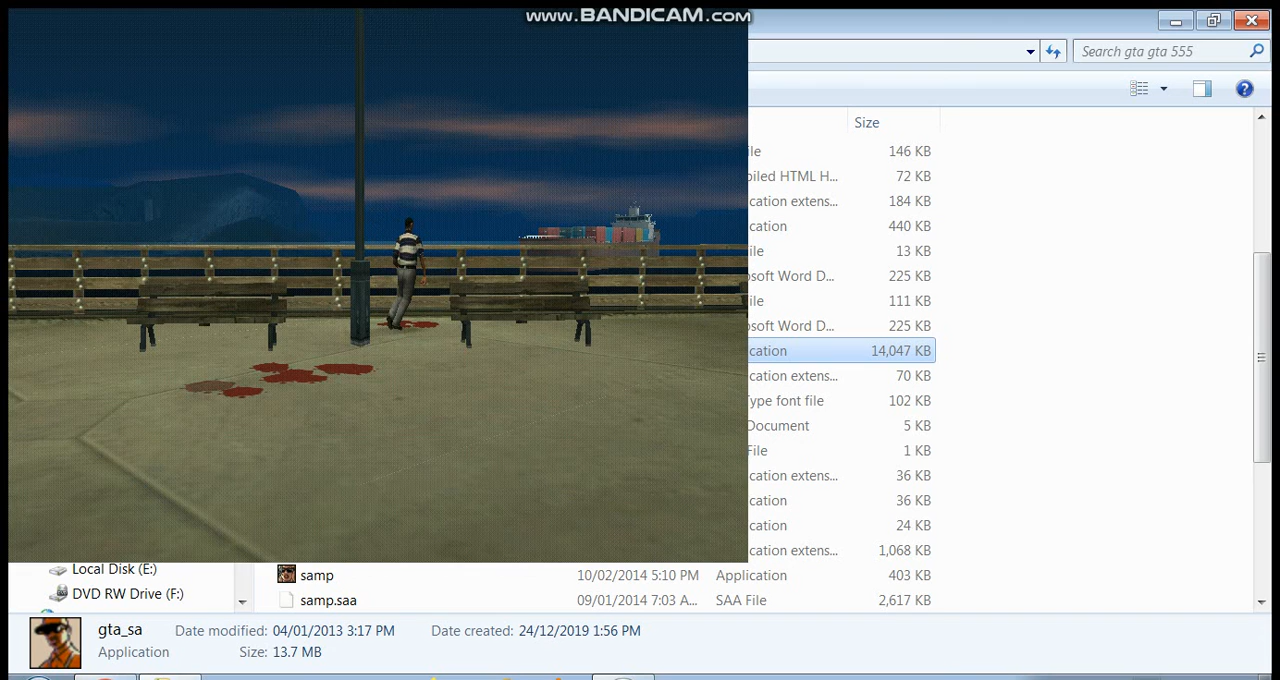 www.BANDICAM.com
Search gta gta 555
Size
ile 146 KB
piled HTML H... 72 KB
cation extens... 184 KB
cation 440 KB
ile 13 KB
osoft Word D... 225 KB
ile 111 KB
osoft Word D... 225 KB
cation 14,047 KB
cation extens... 70 KB
Type font file 102 KB
Document 5 KB
File 1 KB
cation extens... 36 KB
cation 36 KB
cation 24 KB
cation extens... 1,068 KB
Local Disk (E:)
samp 10/02/2014 5:10 PM Application 403 KB
DVD RW Drive (F:)
samp.saa 09/01/2014 7:03 A... SAA File 2,617 KB
gta_sa Date modified: 04/01/2013 3:17 PM Date created: 24/12/2019 1:56 PM
Application Size: 13.7 MB